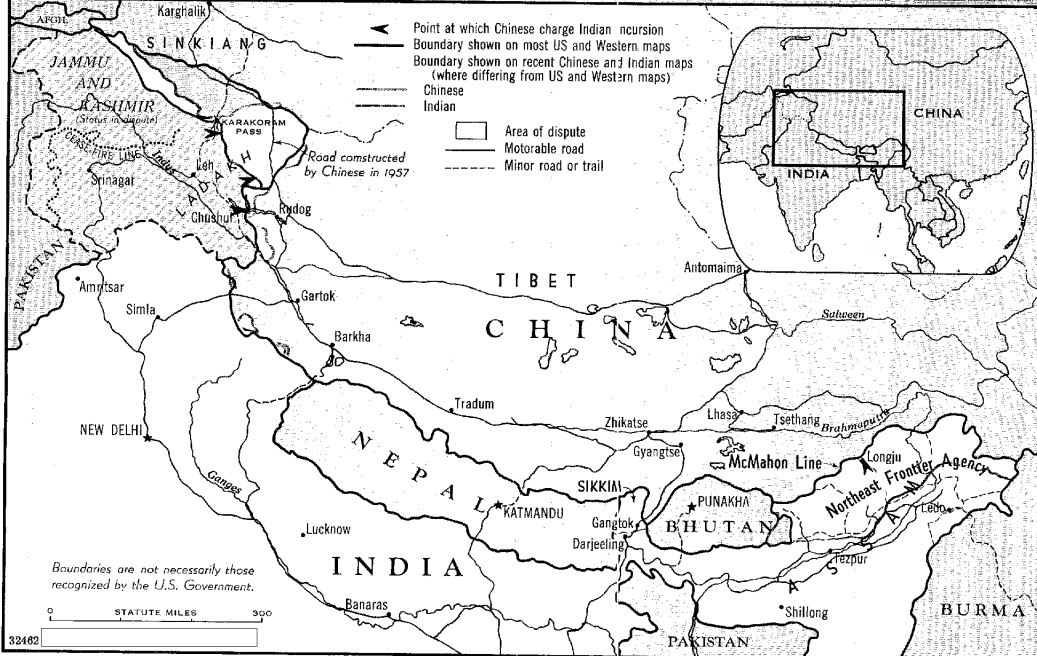 AFGH.
Karghalik
SINKIANG
JAMMU
AND
KASHMIR
(Status in dispute)
CEASE FIRE LINE
Indus
Srinagar
Leh
LADAKH
KARAKORAM
PASS
Road constructed
by Chinese in 1957
Chushul
Rudog
Point at which Chinese charge Indian incursion
Boundary shown on most US and Western maps
Boundary shown on recent Chinese and Indian maps
(where differing from US and Western maps)
Chinese
Indian
Area of dispute
Motorable road
Minor road or trail
CHINA
INDIA
PAKISTAN
Amritsar
Simla
Gartok
Barkha
TIBET
CHINA
Antomaima
Salween
NEW DELHI
Tradum
Zhikatse
Lhasa
Tsethang
Brahmaputra
Gyangtse
McMahon Line
Longju
Northeast Frontier Agency
NEPAL
KATMANDU
SIKKIM
PUNAKHA
BHUTAN
Gangtok
Darjeeling
Ledo
ASSAM
Tezpur
Ganges
Lucknow
INDIA
Banaras
Shillong
PAKISTAN
BURMA
Boundaries are not necessarily those
recognized by the U.S. Government.
0 STATUTE MILES 300
32462